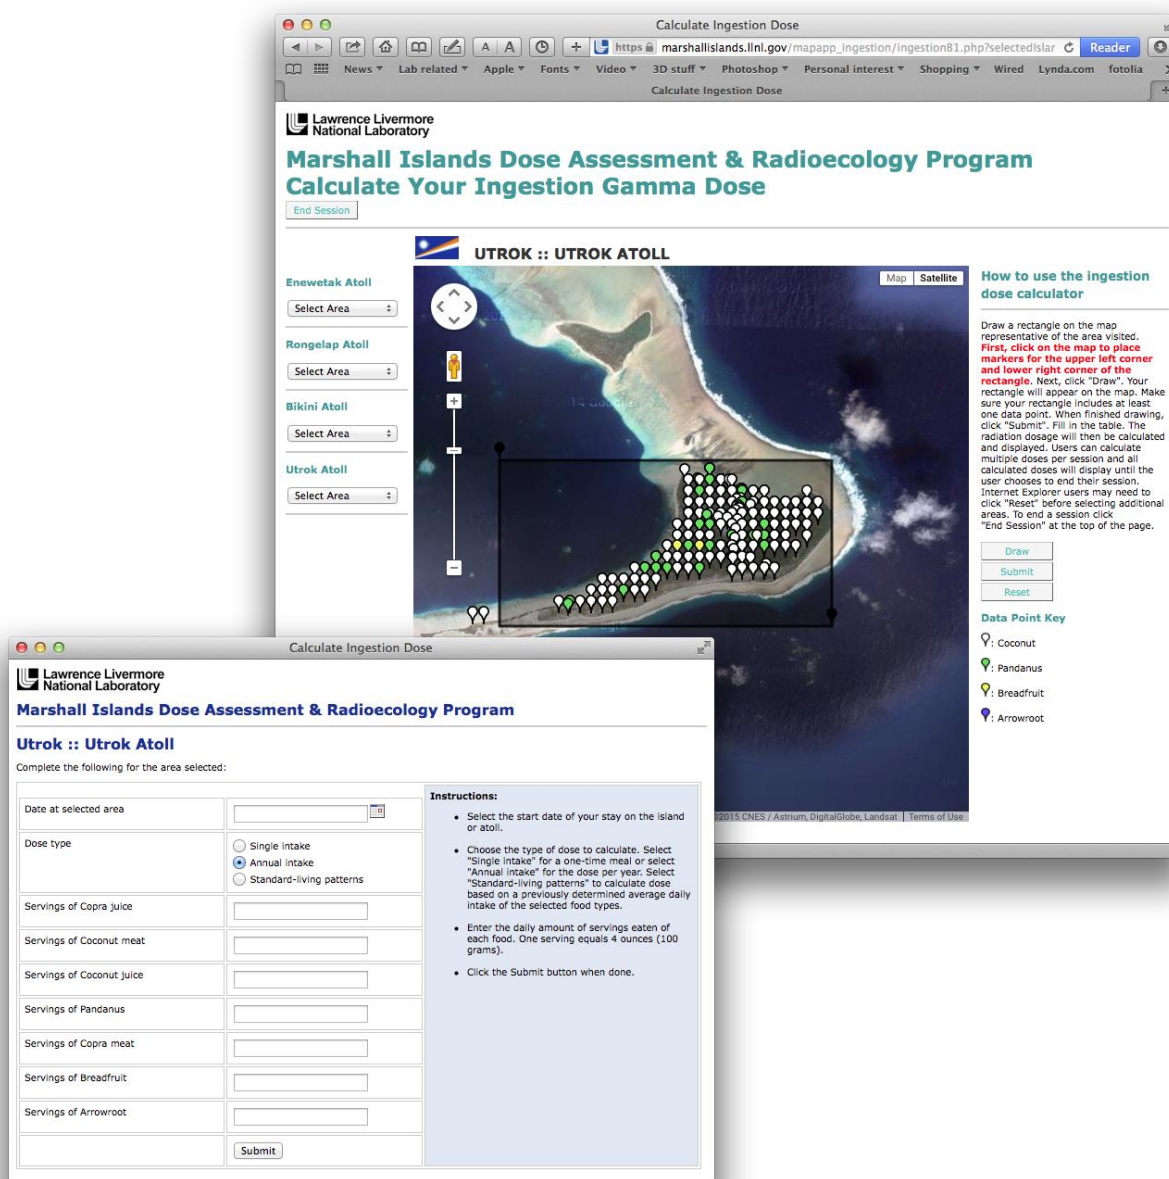 Calculate Ingestion Dose
A A
https marshallislands.llnl.gov/mapapp_ingestion/ingestionB1.php?selectedIslar
Reader
News Lab related Apple Fonts Video 3D stuff Photoshop Personal interest Shopping Wired Lynda.com fotolia
Calculate Ingestion Dose
Lawrence Livermore
National Laboratory
Marshall Islands Dose Assessment & Radioecology Program
Calculate Your Ingestion Gamma Dose
End Session
UTROK :: UTROK ATOLL
Enewetak Atoll
Select Area
Rongelap Atoll
Select Area
Bikini Atoll
Select Area
Utrok Atoll
Select Area
Map Satellite
©2015 CNES / Astrium, DigitalGlobe, Landsat Terms of Use
How to use the ingestion
dose calculator
Draw a rectangle on the map
representative of the area visited.
First, click on the map to place
markers for the upper left corner
and lower right corner of the
rectangle. Next, click "Draw". Your
rectangle will appear on the map. Make
sure your rectangle includes at least
one data point. When finished drawing,
click "Submit". Fill in the table. The
radiation dosage will then be calculated
and displayed. Users can calculate
multiple doses per session and all
calculated doses will display until the
user chooses to end their session.
Internet Explorer users may need to
click "Reset" before selecting additional
areas. To end a session click
"End Session" at the top of the page.
Draw
Submit
Reset
Data Point Key
: Coconut
: Pandanus
: Breadfruit
: Arrowroot
Calculate Ingestion Dose
Lawrence Livermore
National Laboratory
Marshall Islands Dose Assessment & Radioecology Program
Utrok :: Utrok Atoll
Complete the following for the area selected:
Date at selected area
Dose type
Single intake
Annual intake
Standard-living patterns
Servings of Copra juice
Servings of Coconut meat
Servings of Coconut juice
Servings of Pandanus
Servings of Copra meat
Servings of Breadfruit
Servings of Arrowroot
Submit
Instructions:
• Select the start date of your stay on the island
or atoll.
• Choose the type of dose to calculate. Select
"Single intake" for a one-time meal or select
"Annual intake" for the dose per year. Select
"Standard-living patterns" to calculate dose
based on a previously determined average daily
intake of the selected food types.
• Enter the daily amount of servings eaten of
each food. One serving equals 4 ounces (100
grams).
• Click the Submit button when done.